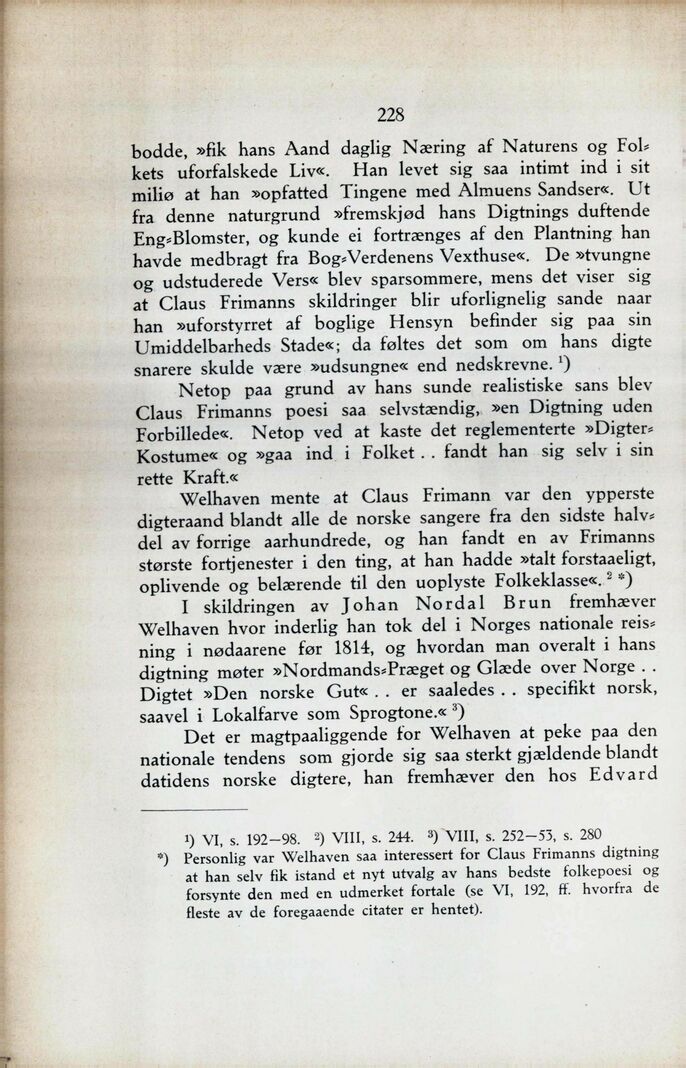 228
bodde, »fik hans Aand daglig Næring af Naturens og Fol⸗
kets uforfalskede Liv«. Han levet sig saa intimt ind i sit
miliø at han »opfatted Tingene med Almuens Sandser«. Ut
fra denne naturgrund »fremskjød hans Digtnings duftende
Eng⸗Blomster, og kunde ei fortrænges af den Plantning han
havde medbragt fra Bog⸗Verdenens Vexthuse«. De »tvungne
og udstuderede Vers« blev sparsommere, mens det viser sig
at Claus Frimanns skildringer blir uforlignelig sande naar
han »uforstyrret af boglige Hensyn befinder sig paa sin
Umiddelbarheds Stade«; da føltes det som om hans digte
snarere skulde være »udsungne« end nedskrevne. ¹)
Netop paa grund av hans sunde realistiske sans blev
Claus Frimanns poesi saa selvstændig, »en Digtning uden
Forbillede«. Netop ved at kaste det reglementerte »Digter⸗
Kostume« og »gaa ind i Folket . . fandt han sig selv i sin
rette Kraft.«
Welhaven mente at Claus Frimann var den ypperste
digteraand blandt alle de norske sangere fra den sidste halv⸗
del av forrige aarhundrede, og han fandt en av Frimanns
største fortjenester i den ting, at han hadde »talt forstaaeligt,
oplivende og belærende til den uoplyste Folkeklasse«. ² *)
I skildringen av Johan Nordal Brun fremhæver
Welhaven hvor inderlig han tok del i Norges nationale reis⸗
ning i nødaarene før 1814, og hvordan man overalt i hans
digtning møter »Nordmands⸗Præget og Glæde over Norge . .
Digtet »Den norske Gut« . . er saaledes . . specifikt norsk,
saavel i Lokalfarve som Sprogtone.« ³)
Det er magtpaaliggende for Welhaven at peke paa den
nationale tendens som gjorde sig saa sterkt gjældende blandt
datidens norske digtere, han fremhæver den hos Edvard
¹) VI, s. 192—98. ²) VIII, s. 244. ³) VIII, s. 252—53, s. 280
*) Personlig var Welhaven saa interessert for Claus Frimanns digtning
at han selv fik istand et nyt utvalg av hans bedste folkepoesi og
forsynte den med en udmerket fortale (se VI, 192, ff. hvorfra de
fleste av de foregaaende citater er hentet).